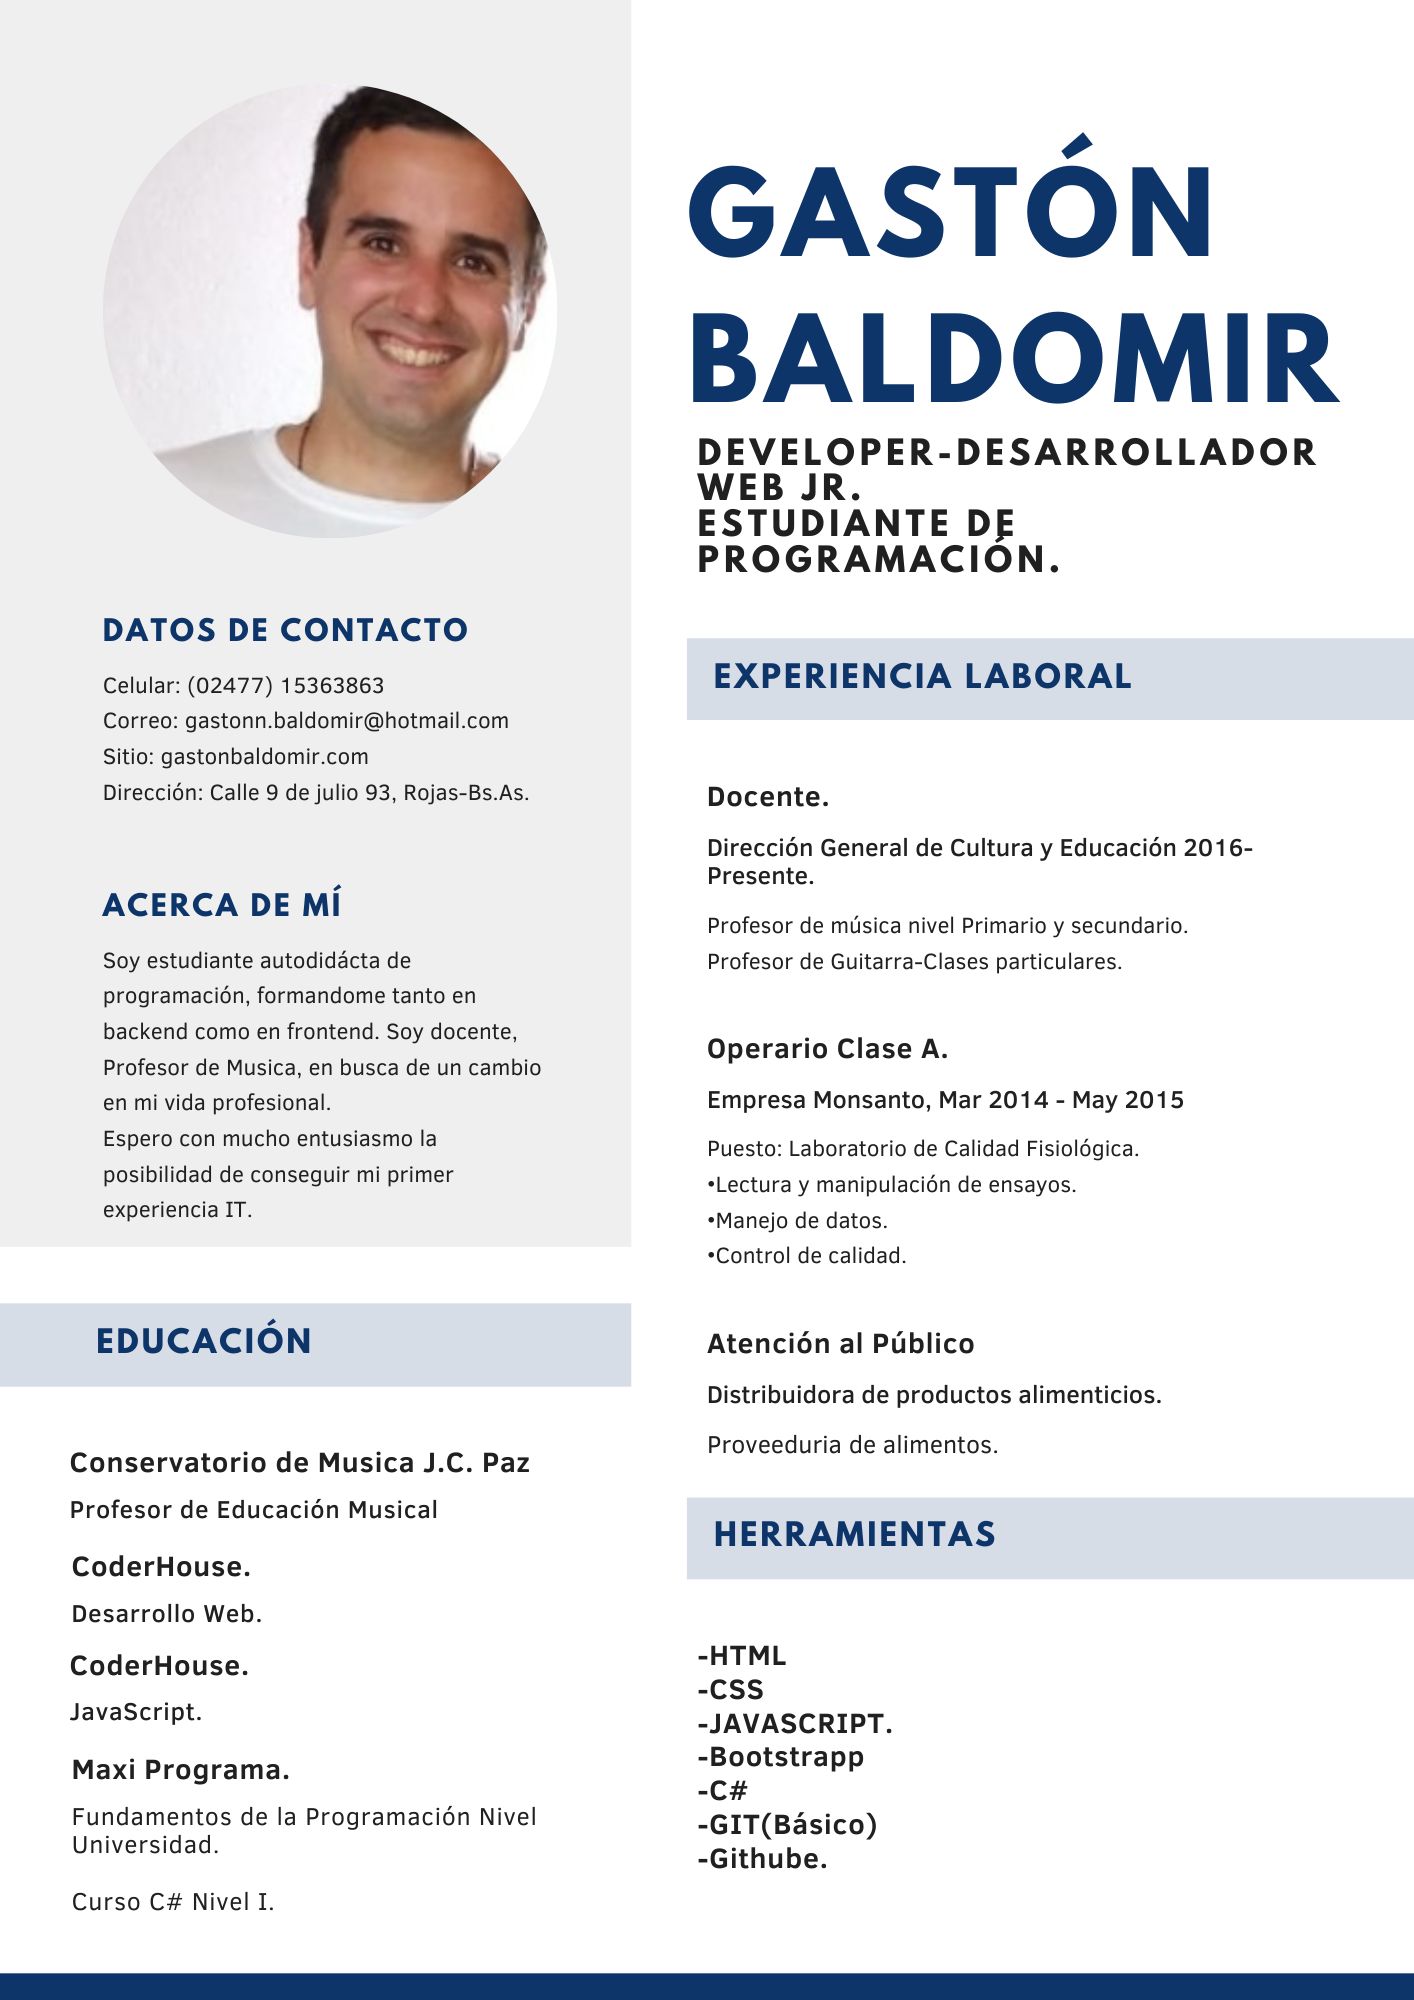 GASTÓN
BALDOMIR
DEVELOPER-DESARROLLADOR
WEB JR.
ESTUDIANTE DE
PROGRAMACIÓN.
DATOS DE CONTACTO
Celular: (02477) 15363863
Correo: gastonn.baldomir@hotmail.com
Sitio: gastonbaldomir.com
Dirección: Calle 9 de julio 93, Rojas-Bs.As.
ACERCA DE MÍ
Soy estudiante autodidácta de
programación, formandome tanto en
backend como en frontend. Soy docente,
Profesor de Musica, en busca de un cambio
en mi vida profesional.
Espero con mucho entusiasmo la
posibilidad de conseguir mi primer
experiencia IT.
EDUCACIÓN
Conservatorio de Musica J.C. Paz
Profesor de Educación Musical
CoderHouse.
Desarrollo Web.
CoderHouse.
JavaScript.
Maxi Programa.
Fundamentos de la Programación Nivel
Universidad.
Curso C# Nivel I.
EXPERIENCIA LABORAL
Docente.
Dirección General de Cultura y Educación 2016-
Presente.
Profesor de música nivel Primario y secundario.
Profesor de Guitarra-Clases particulares.
Operario Clase A.
Empresa Monsanto, Mar 2014 - May 2015
Puesto: Laboratorio de Calidad Fisiológica.
•Lectura y manipulación de ensayos.
•Manejo de datos.
•Control de calidad.
Atención al Público
Distribuidora de productos alimenticios.
Proveeduria de alimentos.
HERRAMIENTAS
-HTML
-CSS
-JAVASCRIPT.
-Bootstrapp
-C#
-GIT(Básico)
-Githube.